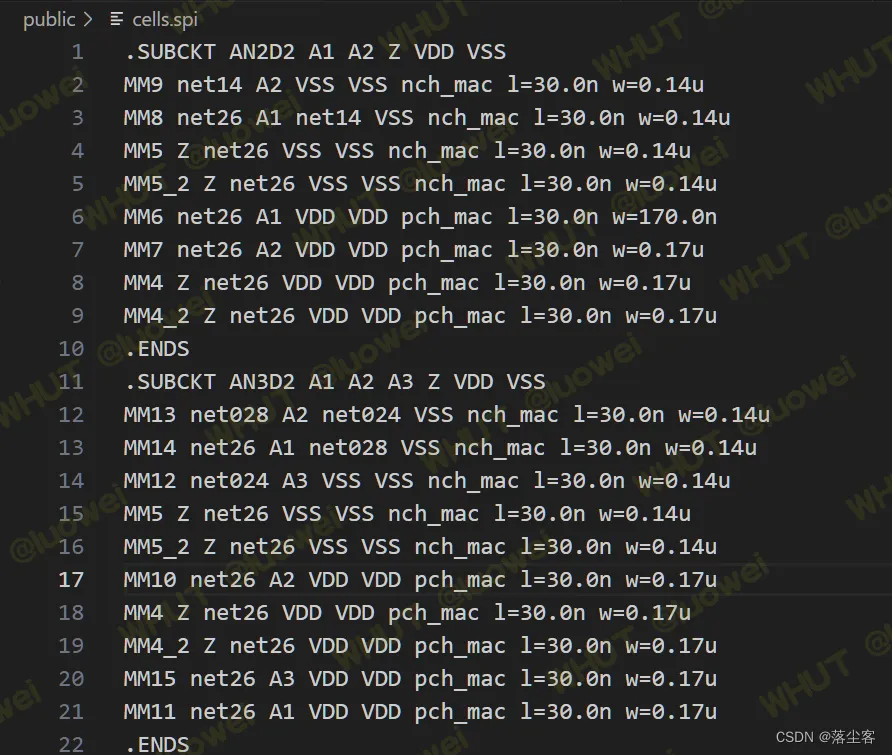 public > cells.spi
1 .SUBCKT AN2D2 A1 A2 Z VDD VSS
2 MM9 net14 A2 VSS VSS nch_mac l=30.0n w=0.14u
3 MM8 net26 A1 net14 VSS nch_mac l=30.0n w=0.14u
4 MM5 Z net26 VSS VSS nch_mac l=30.0n w=0.14u
5 MM5_2 Z net26 VSS VSS nch_mac l=30.0n w=0.14u
6 MM6 net26 A1 VDD VDD pch_mac l=30.0n w=170.0n
7 MM7 net26 A2 VDD VDD pch_mac l=30.0n w=0.17u
8 MM4 Z net26 VDD VDD pch_mac l=30.0n w=0.17u
9 MM4_2 Z net26 VDD VDD pch_mac l=30.0n w=0.17u
10 .ENDS
11 .SUBCKT AN3D2 A1 A2 A3 Z VDD VSS
12 MM13 net028 A2 net024 VSS nch_mac l=30.0n w=0.14u
13 MM14 net26 A1 net028 VSS nch_mac l=30.0n w=0.14u
14 MM12 net024 A3 VSS VSS nch_mac l=30.0n w=0.14u
15 MM5 Z net26 VSS VSS nch_mac l=30.0n w=0.14u
16 MM5_2 Z net26 VSS VSS nch_mac l=30.0n w=0.14u
17 MM10 net26 A2 VDD VDD pch_mac l=30.0n w=0.17u
18 MM4 Z net26 VDD VDD pch_mac l=30.0n w=0.17u
19 MM4_2 Z net26 VDD VDD pch_mac l=30.0n w=0.17u
20 MM15 net26 A3 VDD VDD pch_mac l=30.0n w=0.17u
21 MM11 net26 A1 VDD VDD pch_mac l=30.0n w=0.17u
22 .ENDS
WHUT @luowei
CSDN @落尘客